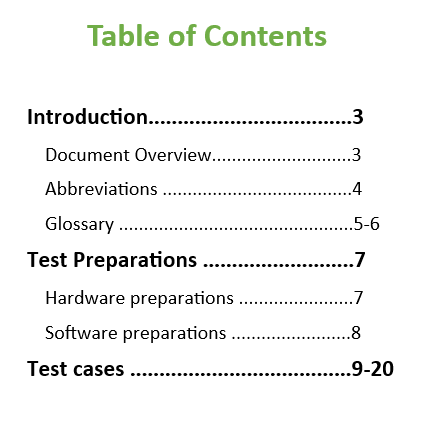 Table of Contents
Introduction..................................3
Document Overview.............................3
Abbreviations .......................................4
Glossary ................................................5-6
Test Preparations .........................7
Hardware preparations .......................7
Software preparations .........................8
Test cases .....................................9-20